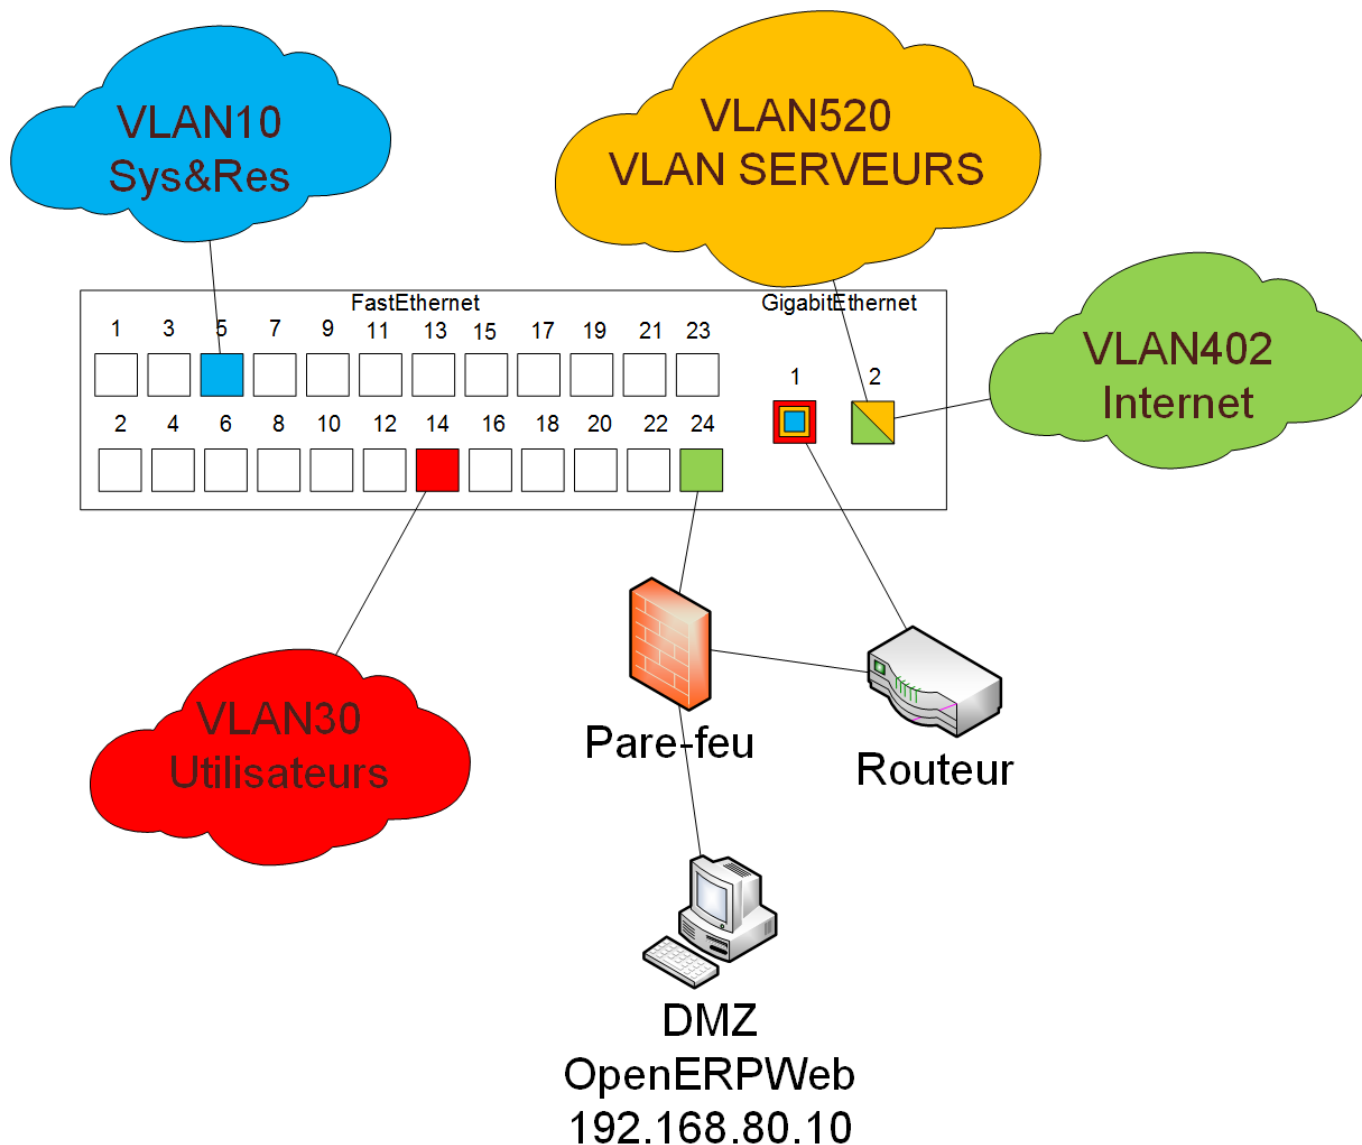 VLAN10
Sys&Res
VLAN520
VLAN SERVEURS
VLAN402
Internet
FastEthernet
GigabitEthernet
1 3 5 7 9 11 13 15 17 19 21 23
1 2
2 4 6 8 10 12 14 16 18 20 22 24
VLAN30
Utilisateurs
Pare-feu
Routeur
DMZ
OpenERPWeb
192.168.80.10